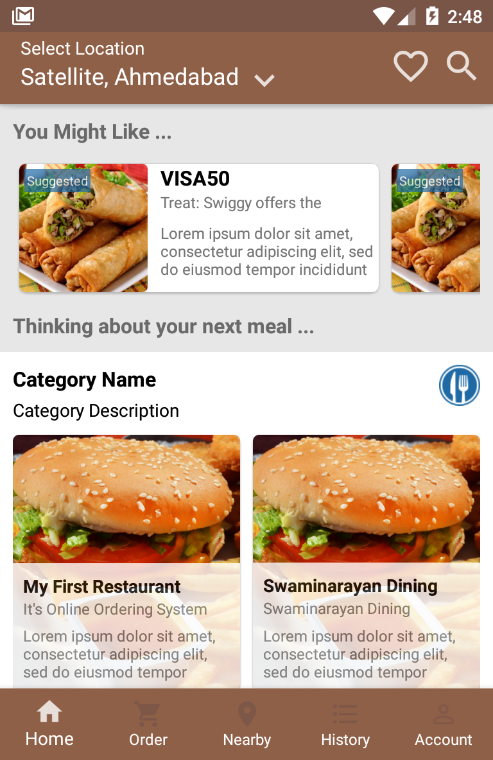 2:48
Select Location
Satellite, Ahmedabad
You Might Like ...
Suggested
VISA50
Treat: Swiggy offers the
Lorem ipsum dolor sit amet,
consectetur adipiscing elit, sed
do eiusmod tempor incididunt
Suggested
Thinking about your next meal ...
Category Name
Category Description
My First Restaurant
It's Online Ordering System
Lorem ipsum dolor sit amet,
consectetur adipiscing elit,
sed do eiusmod tempor
Swaminarayan Dining
Swaminarayan Dining
Lorem ipsum dolor sit amet,
consectetur adipiscing elit,
sed do eiusmod tempor
Home
Order
Nearby
History
Account